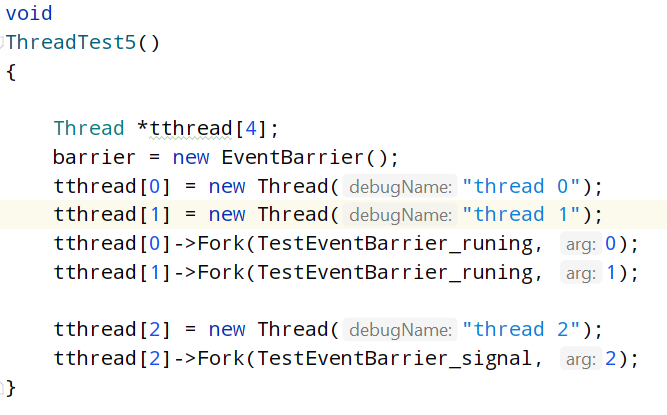 void
ThreadTest5()
{
Thread *tthread[4];
barrier = new EventBarrier();
tthread[0] = new Thread( debugName: "thread 0");
tthread[1] = new Thread( debugName: "thread 1");
tthread[0]->Fork(TestEventBarrier_runing, arg: 0);
tthread[1]->Fork(TestEventBarrier_runing, arg: 1);
tthread[2] = new Thread( debugName: "thread 2");
tthread[2]->Fork(TestEventBarrier_signal, arg: 2);
}